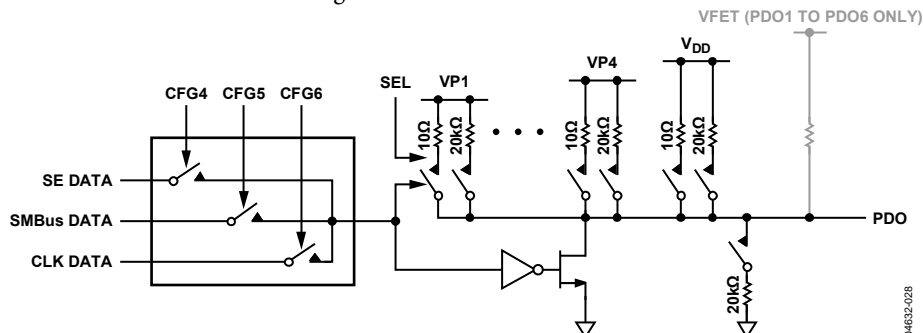 g
VFET (PDO1 TO PDO6 ONLY)
VDD
VP4
SEL
VP1
CFG4 CFG5 CFG6
10Ω
20kΩ
10Ω
20kΩ
10Ω
20kΩ
SE DATA
SMBus DATA
PDO
CLK DATA
20kΩ
04632-028